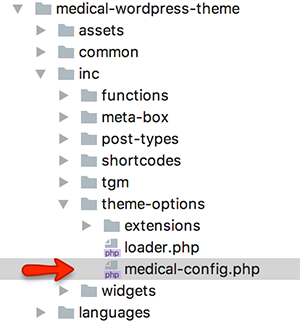 medical-wordpress-theme
assets
common
inc
functions
meta-box
post-types
shortcodes
tgm
theme-options
extensions
php loader.php
php medical-config.php
widgets
languages